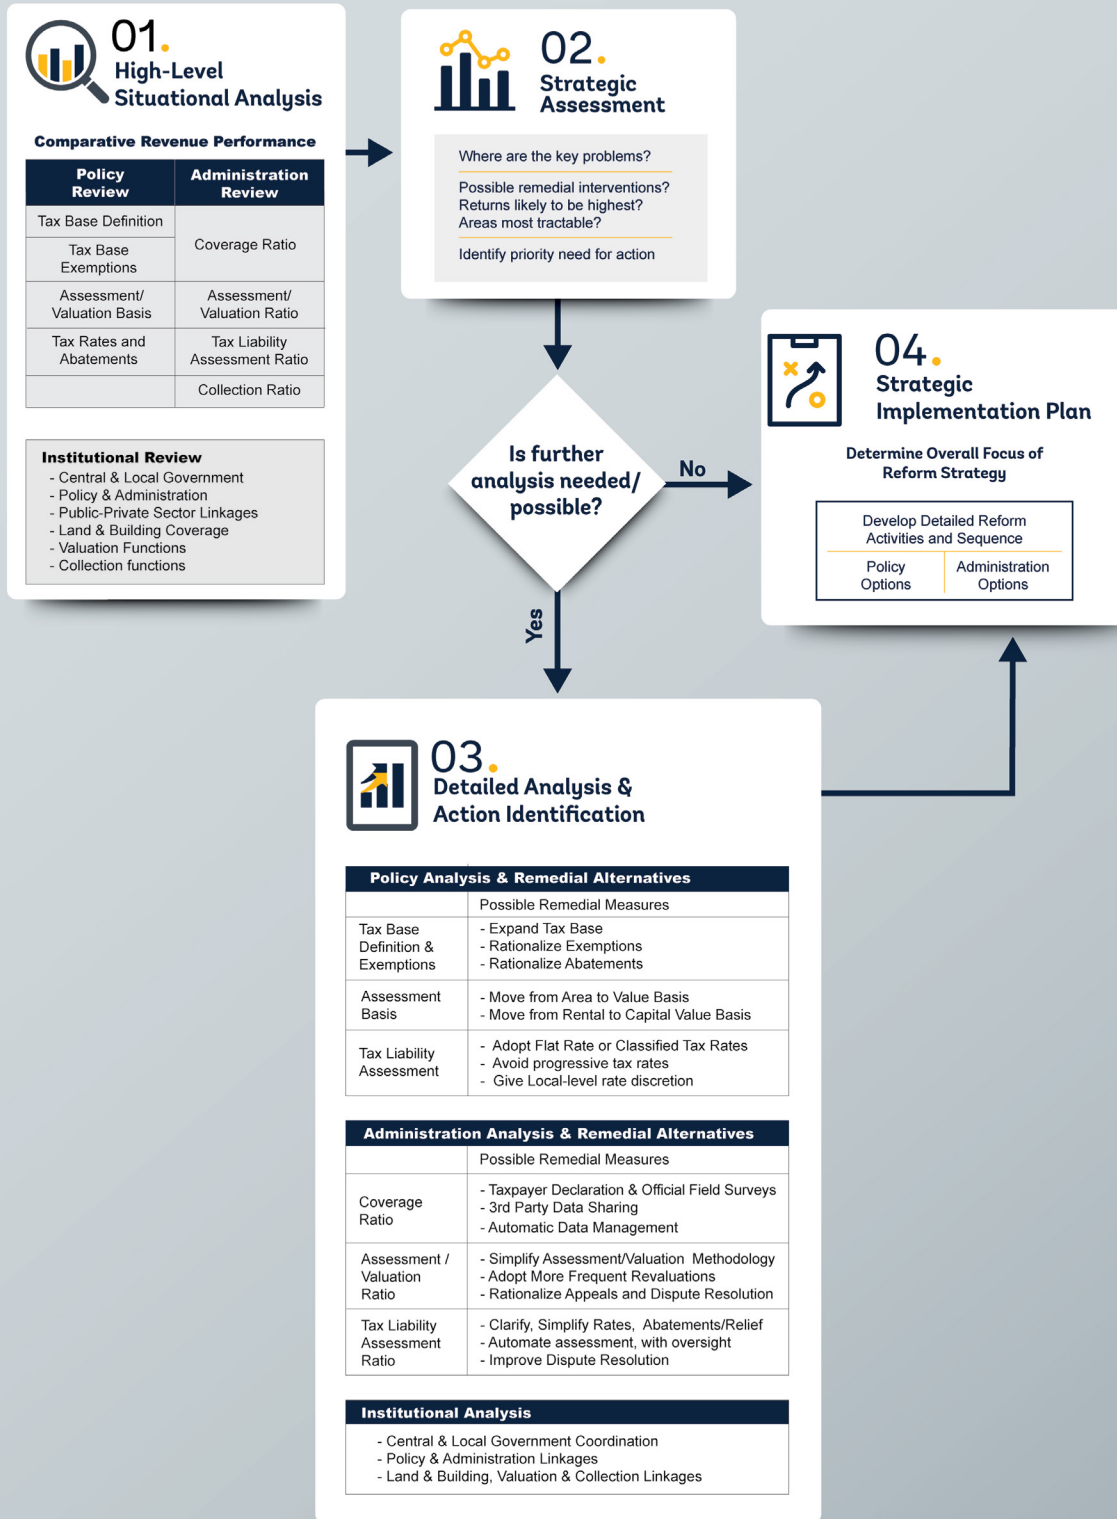 01.
High-Level
Situational Analysis
Comparative Revenue Performance
Policy
Review
Administration
Review
Tax Base Definition
Tax Base
Exemptions
Coverage Ratio
Assessment/
Valuation Basis
Assessment/
Valuation Ratio
Tax Rates and
Abatements
Tax Liability
Assessment Ratio
Collection Ratio
Institutional Review
- Central & Local Government
- Policy & Administration
- Public-Private Sector Linkages
- Land & Building Coverage
- Valuation Functions
- Collection functions
02.
Strategic
Assessment
Where are the key problems?
Possible remedial interventions?
Returns likely to be highest?
Areas most tractable?
Identify priority need for action
Is further
analysis needed/
possible?
No
Yes
04.
Strategic
Implementation Plan
Determine Overall Focus of
Reform Strategy
Develop Detailed Reform
Activities and Sequence
Policy
Options
Administration
Options
03.
Detailed Analysis &
Action Identification
Policy Analysis & Remedial Alternatives
Possible Remedial Measures
Tax Base
Definition &
Exemptions
- Expand Tax Base
- Rationalize Exemptions
- Rationalize Abatements
Assessment
Basis
- Move from Area to Value Basis
- Move from Rental to Capital Value Basis
Tax Liability
Assessment
- Adopt Flat Rate or Classified Tax Rates
- Avoid progressive tax rates
- Give Local-level rate discretion
Administration Analysis & Remedial Alternatives
Possible Remedial Measures
Coverage
Ratio
- Taxpayer Declaration & Official Field Surveys
- 3rd Party Data Sharing
- Automatic Data Management
Assessment /
Valuation
Ratio
- Simplify Assessment/Valuation Methodology
- Adopt More Frequent Revaluations
- Rationalize Appeals and Dispute Resolution
Tax Liability
Assessment
Ratio
- Clarify, Simplify Rates, Abatements/Relief
- Automate assessment, with oversight
- Improve Dispute Resolution
Institutional Analysis
- Central & Local Government Coordination
- Policy & Administration Linkages
- Land & Building, Valuation & Collection Linkages